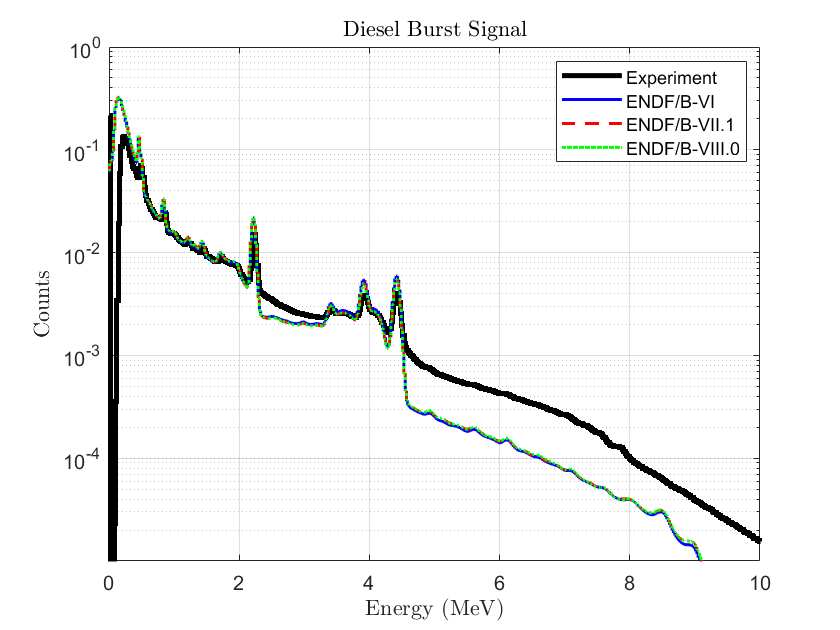 Diesel Burst Signal
10^0
10^-1
10^-2
10^-3
10^-4
Counts
Experiment
ENDF/B-VI
ENDF/B-VII.1
ENDF/B-VIII.0
0 2 4 6 8 10
Energy (MeV)